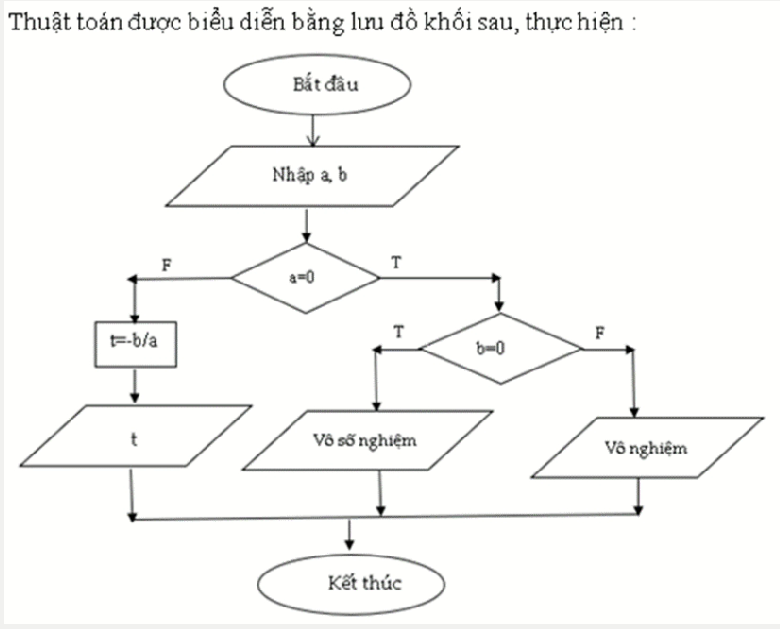 Thuật toán được biểu diễn bằng lưu đồ khối sau, thực hiện :
Bắt đầu
Nhập a, b
F
a=0
T
t=-b/a
T
b=0
F
t
Vô số nghiệm
Vô nghiệm
Kết thúc